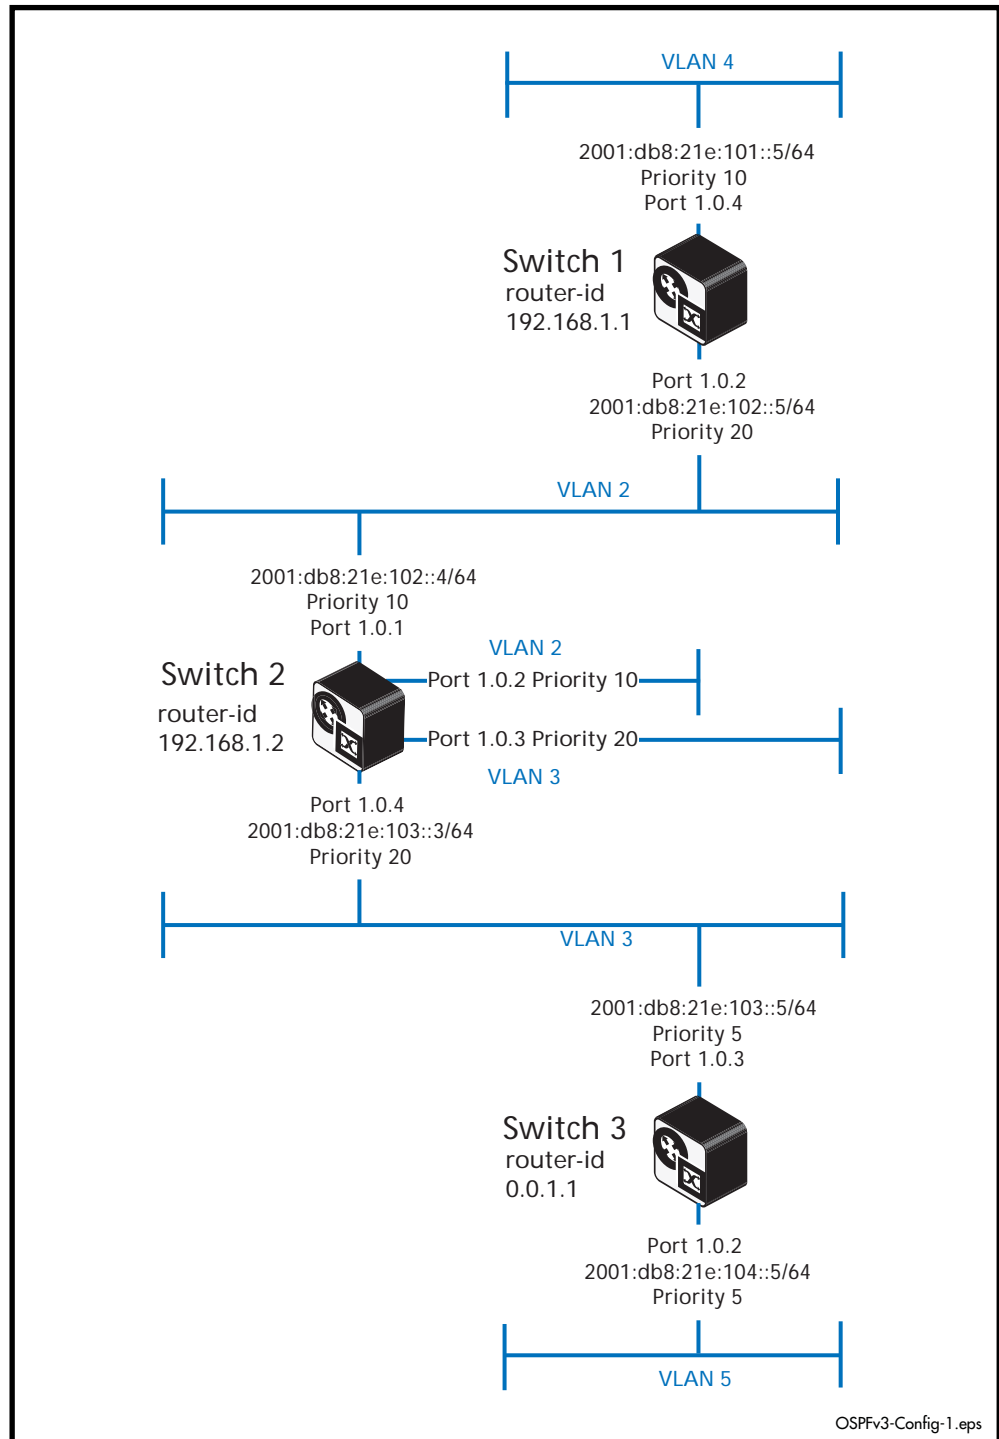 VLAN 4
2001:db8:21e:101::5/64
Priority 10
Port 1.0.4
Switch 1
router-id
192.168.1.1
Port 1.0.2
2001:db8:21e:102::5/64
Priority 20
VLAN 2
2001:db8:21e:102::4/64
Priority 10
Port 1.0.1
VLAN 2
Switch 2
Port 1.0.2 Priority 10
router-id
192.168.1.2
Port 1.0.3 Priority 20
VLAN 3
Port 1.0.4
2001:db8:21e:103::3/64
Priority 20
VLAN 3
2001:db8:21e:103::5/64
Priority 5
Port 1.0.3
Switch 3
router-id
0.0.1.1
Port 1.0.2
2001:db8:21e:104::5/64
Priority 5
VLAN 5
OSPFv3-Config-1.eps